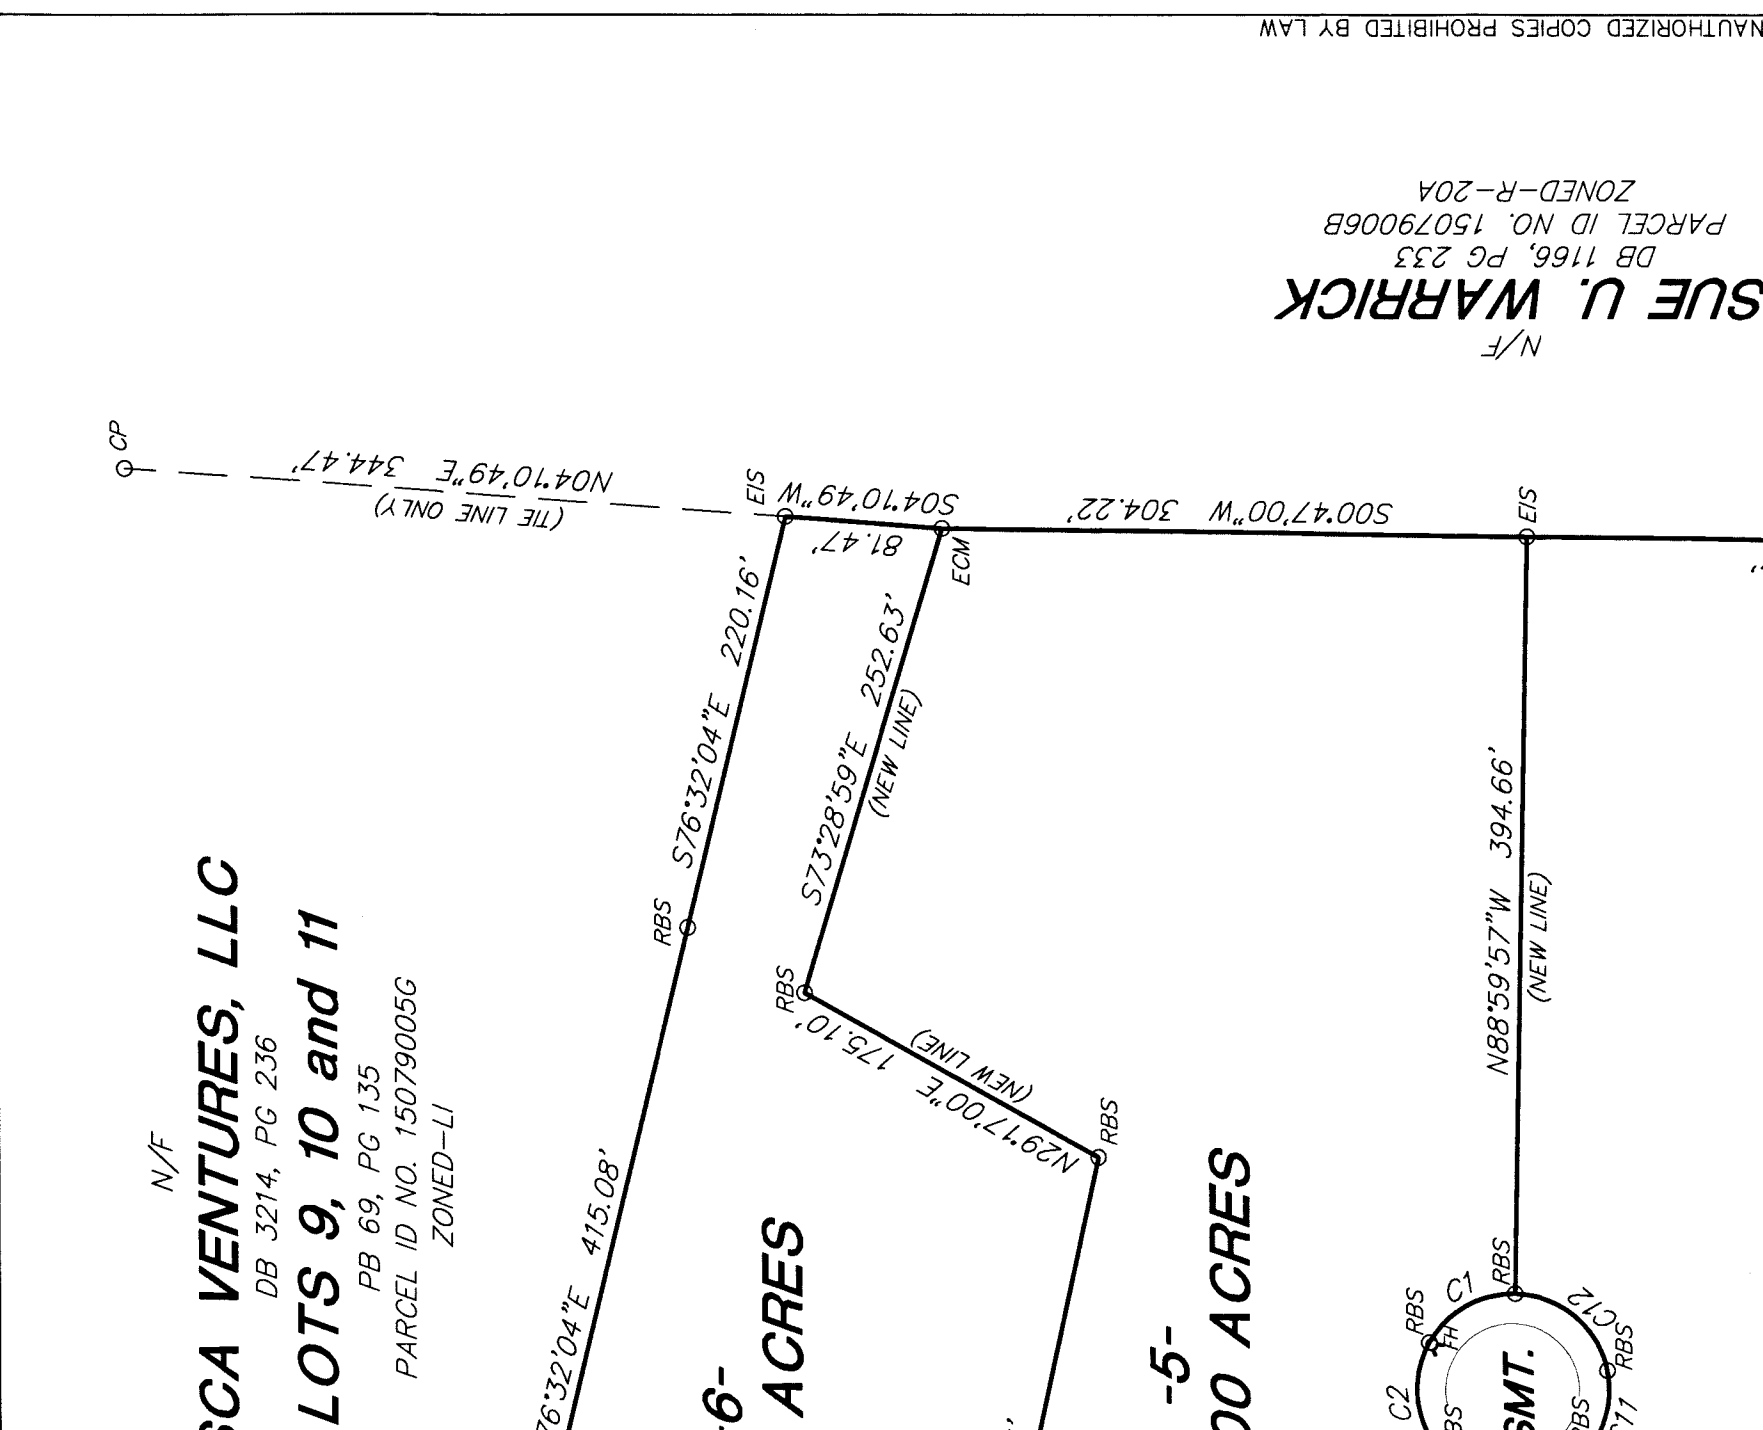 UNAUTHORIZED COPIES PROHIBITED BY LAW
N/F
SUE U. WARRICK
DB 1166, PG 233
PARCEL ID NO. 15079006B
ZONED-R-20A
CP
N04°10'49"E 344.47'
(TIE LINE ONLY)
EIS
S04°10'49"W
81.47'
ECM
S00°47'00"W 304.22'
EIS
S76°32'04"E 220.16'
RBS
S73°28'59"E 252.63'
(NEW LINE)
RBS
N29°17'00"E 175.10'
(NEW LINE)
RBS
N88°59'57"W 394.66'
(NEW LINE)
RBS
N/F
SCA VENTURES, LLC
DB 3214, PG 236
LOTS 9, 10 and 11
PB 69, PG 135
PARCEL ID NO. 15079005G
ZONED-LI
76°32'04"E 415.08'
-6-
ACRES
-5-
00 ACRES
C1
RBS
FH
C2
C12
RBS
C11
SMT.
BS
BS